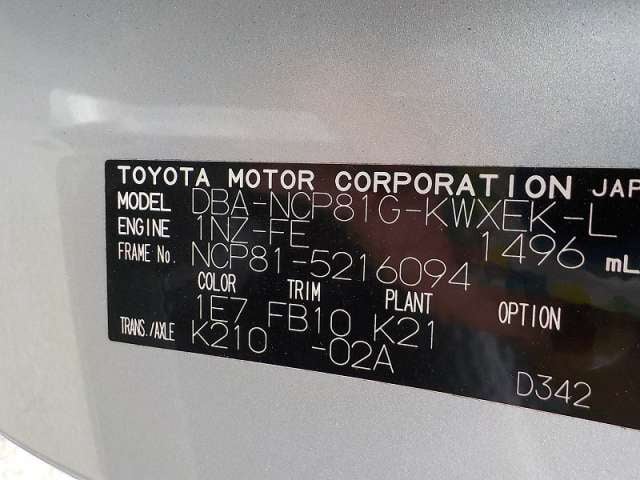 TOYOTA MOTOR CORPORATION JAP
MODEL DBA-NCP81G-KWXEK-L
ENGINE 1NZ-FE 1496 mL
FRAME No. NCP81-5216094
COLOR TRIM PLANT OPTION
1E7 FB10 K21
TRANS./AXLE K210 -02A
D342